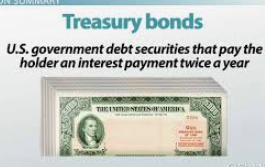 ON SUMMARY
Treasury bonds
U.S. government debt securities that pay the
holder an interest payment twice a year
THE UNITED STATES OF AMERICA